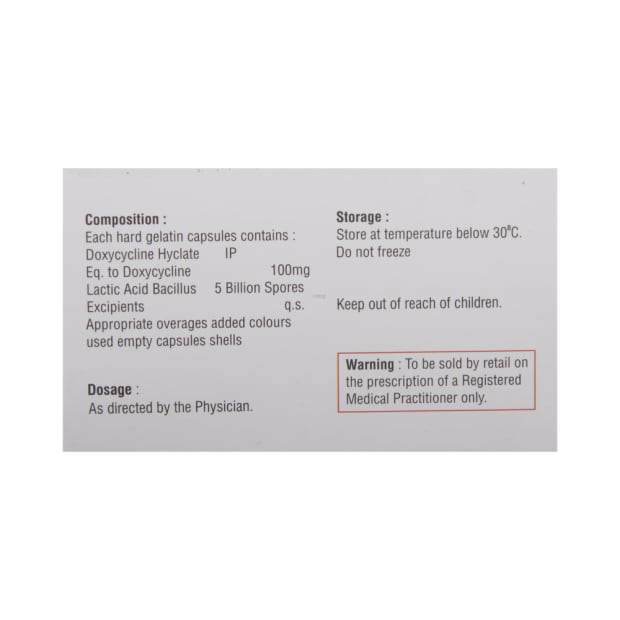 Composition :
Each hard gelatin capsules contains :
Doxycycline Hyclate IP
Eq. to Doxycycline 100mg
Lactic Acid Bacillus 5 Billion Spores
Excipients q.s.
Appropriate overages added colours
used empty capsules shells
Dosage :
As directed by the Physician.
Storage :
Store at temperature below 30°C.
Do not freeze
Keep out of reach of children.
Warning : To be sold by retail on
the prescription of a Registered
Medical Practitioner only.